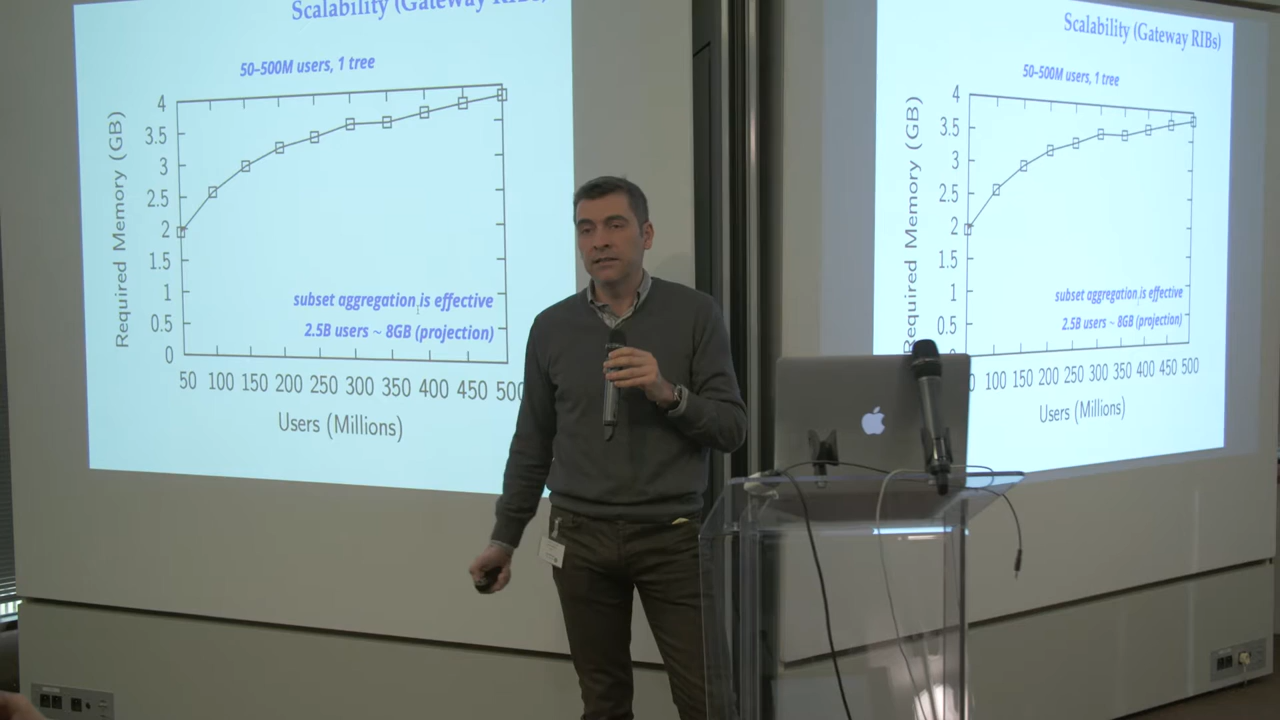 Scalability (Gateway RIBs)
50–500M users, 1 tree
Required Memory (GB)
4
3.5
3
2.5
2
1.5
1
0.5
0
subset aggregation is effective
2.5B users ~ 8GB (projection)
50 100 150 200 250 300 350 400 450 500
Users (Millions)
Scalability (Gateway RIBs)
50–500M users, 1 tree
Required Memory (GB)
4
3.5
3
2.5
2
1.5
1
0.5
0
subset aggregation is effective
2.5B users ~ 8GB (projection)
0 100 150 200 250 300 350 400 450 500
Users (Millions)